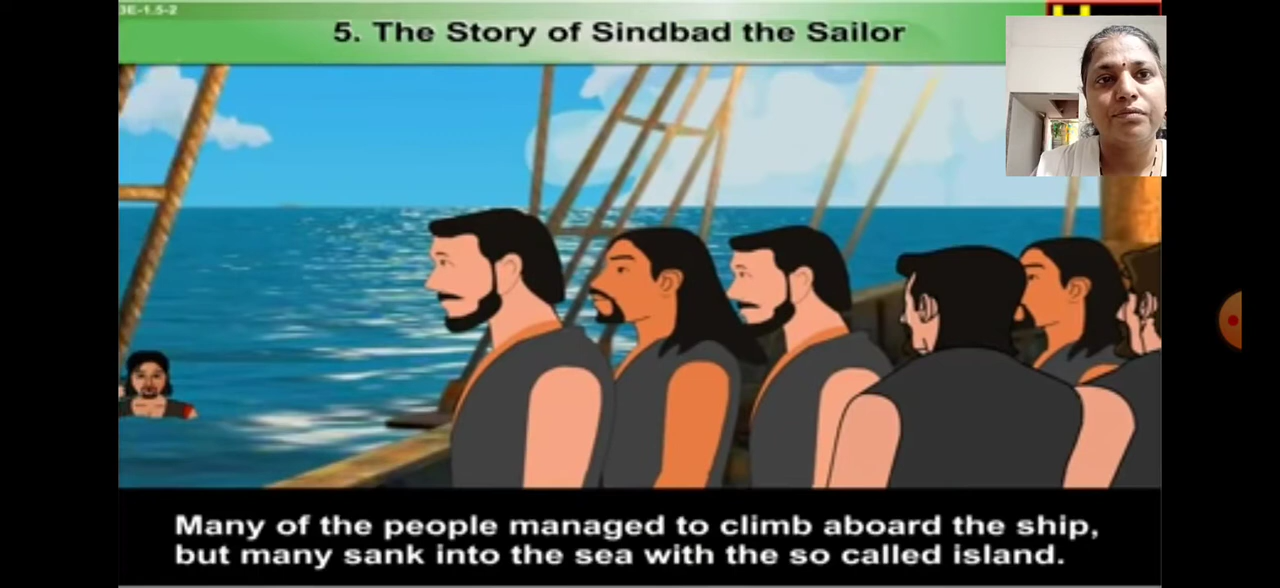 5. The Story of Sindbad the Sailor
Many of the people managed to climb aboard the ship,
but many sank into the sea with the so called island.